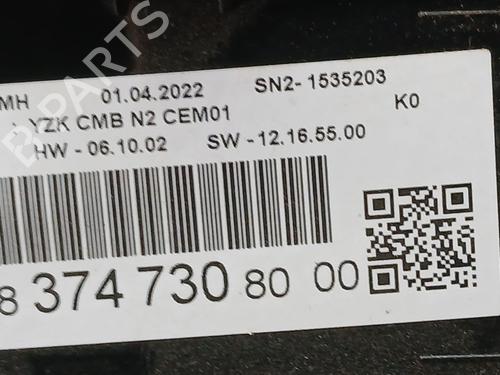 MH 01.04.2022 SN2- 1535203
YZK CMB N2 CEM01 K0
HW - 06.10.02 SW - 12.16.55.00
8 374 730 80 00
B-PARTS